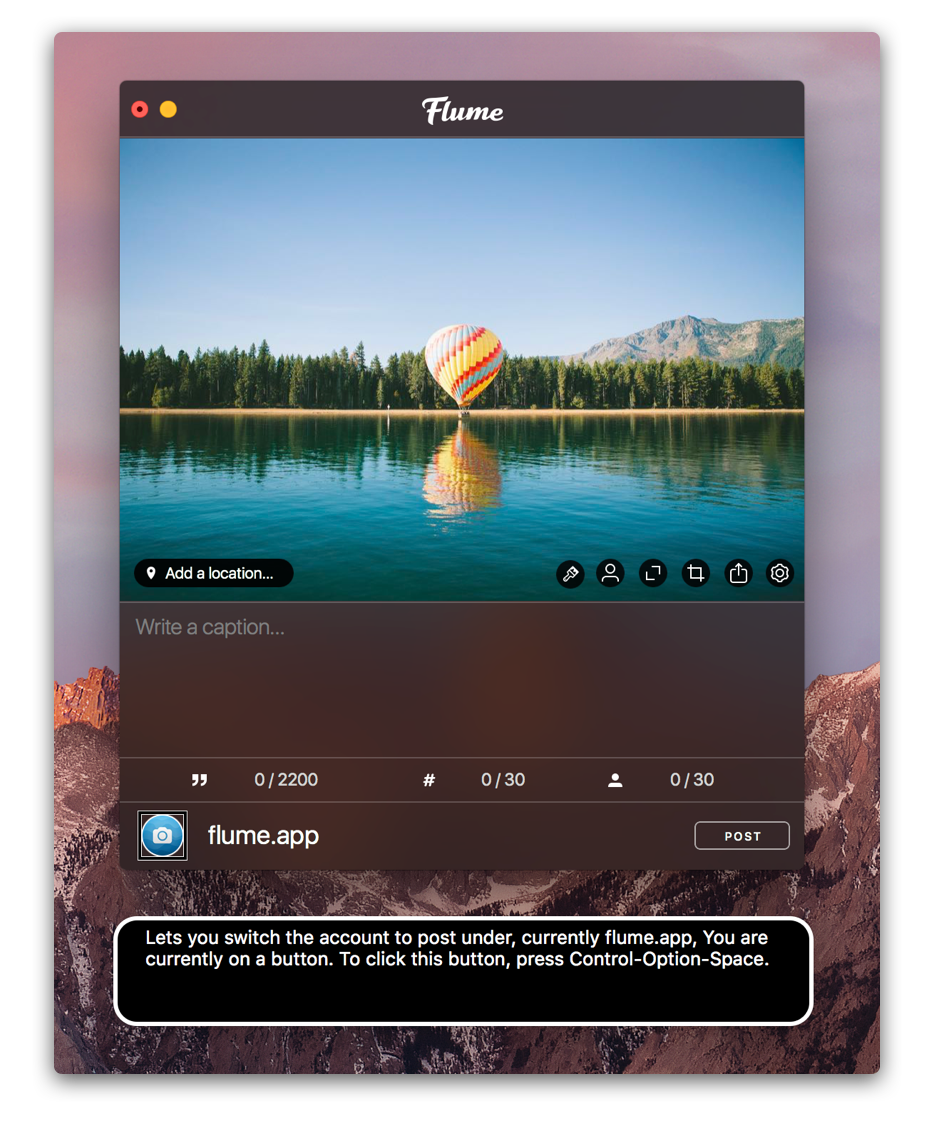 Flume
Add a location...
Write a caption...
❟❟ 0 / 2200 # 0 / 30 0 / 30
flume.app POST
Lets you switch the account to post under, currently flume.app, You are
currently on a button. To click this button, press Control-Option-Space.